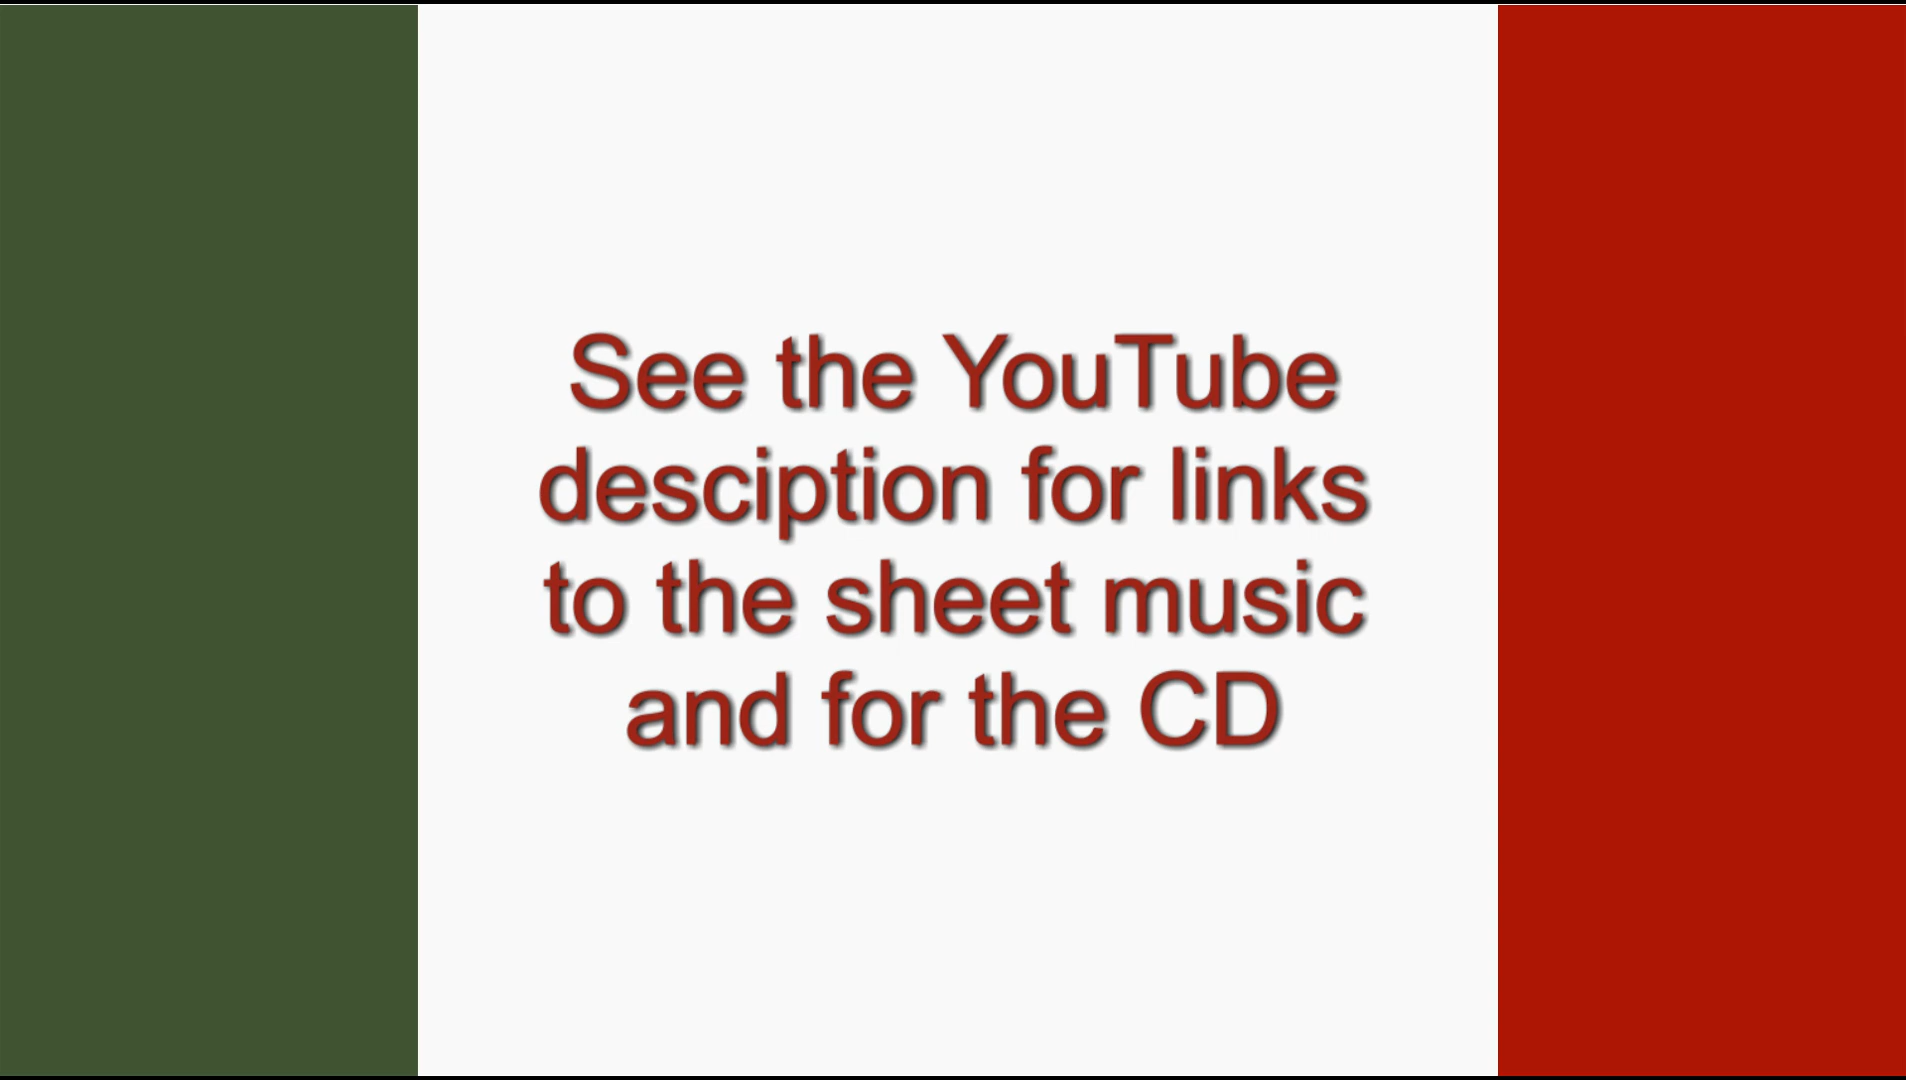 See the YouTube
desciption for links
to the sheet music
and for the CD